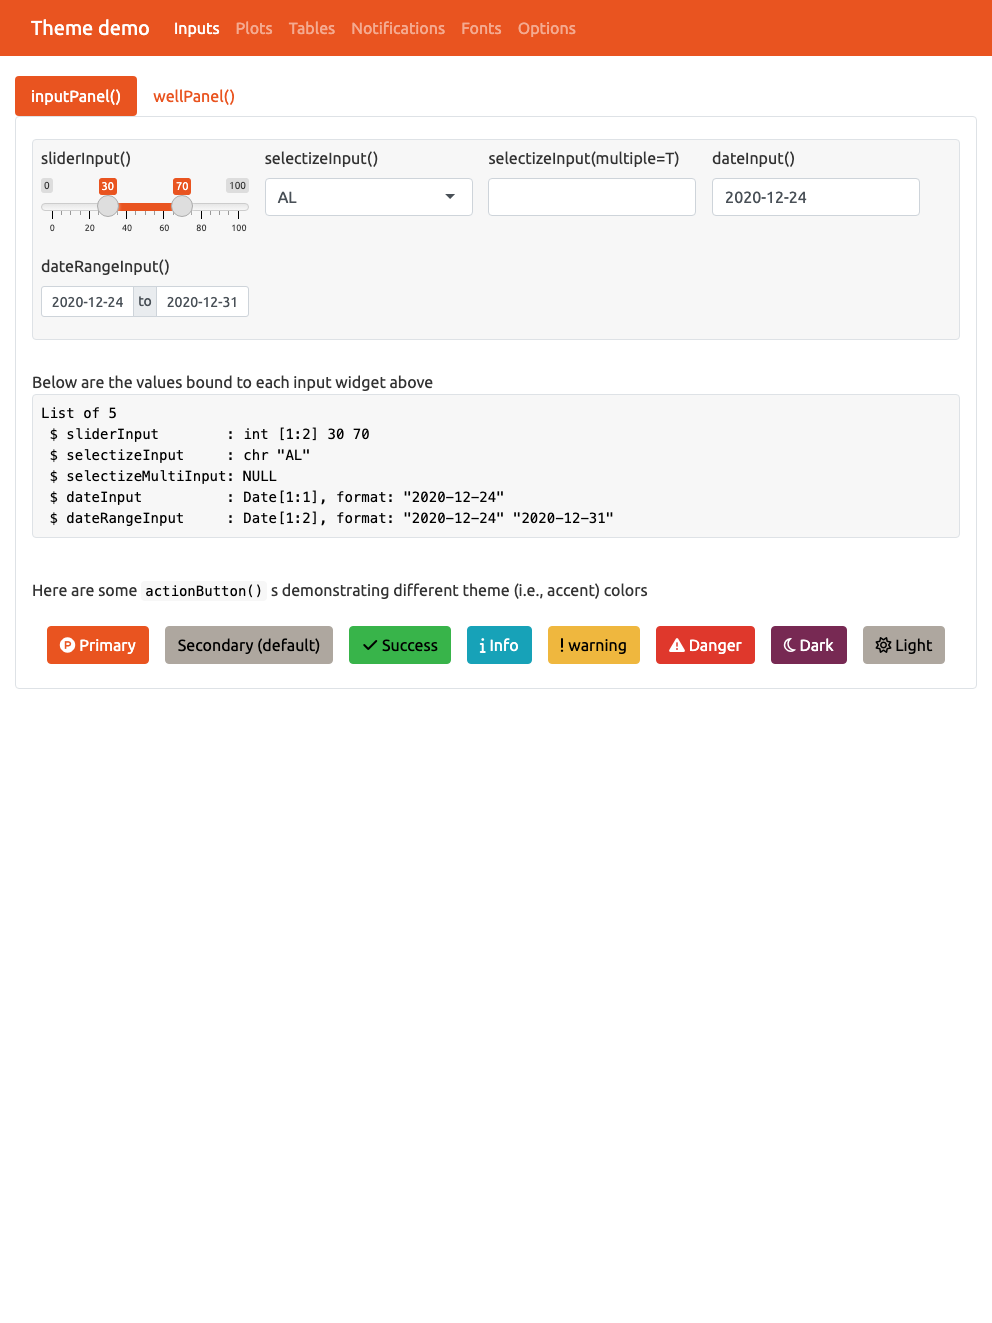 Theme demo Inputs Plots Tables Notifications Fonts Options
inputPanel() wellPanel()
sliderInput() selectizeInput() selectizeInput(multiple=T) dateInput()
0 30 70 100
AL 2020-12-24
0 20 40 60 80 100
dateRangeInput()
2020-12-24 to 2020-12-31
Below are the values bound to each input widget above
List of 5
 $ sliderInput        : int [1:2] 30 70
 $ selectizeInput     : chr "AL"
 $ selectizeMultiInput: NULL
 $ dateInput          : Date[1:1], format: "2020-12-24"
 $ dateRangeInput     : Date[1:2], format: "2020-12-24" "2020-12-31"
Here are some actionButton() s demonstrating different theme (i.e., accent) colors
Primary Secondary (default) Success Info warning Danger Dark Light